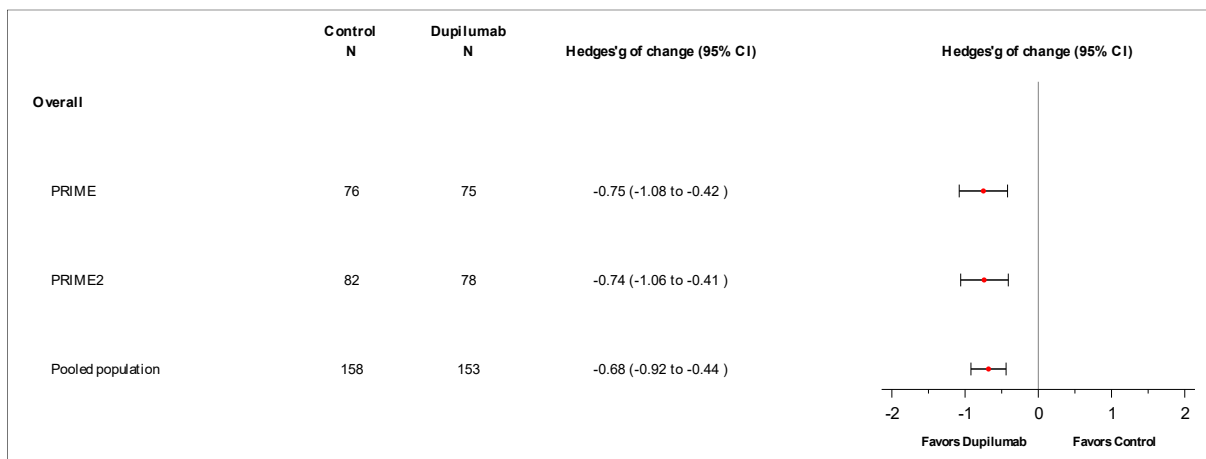 Control Dupilumab
N N Hedges'g of change (95% CI) Hedges'g of change (95% CI)
Overall
PRIME 76 75 -0.75 (-1.08 to -0.42 )
PRIME2 82 78 -0.74 (-1.06 to -0.41 )
Pooled population 158 153 -0.68 (-0.92 to -0.44 )
-2 -1 0 1 2
Favors Dupilumab Favors Control